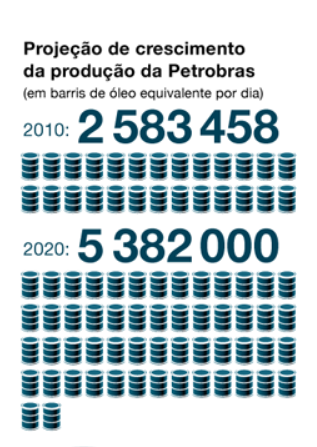 Projeção de crescimento
da produção da Petrobras
(em barris de óleo equivalente por dia)
2010: 2 583 458
2020: 5 382 000